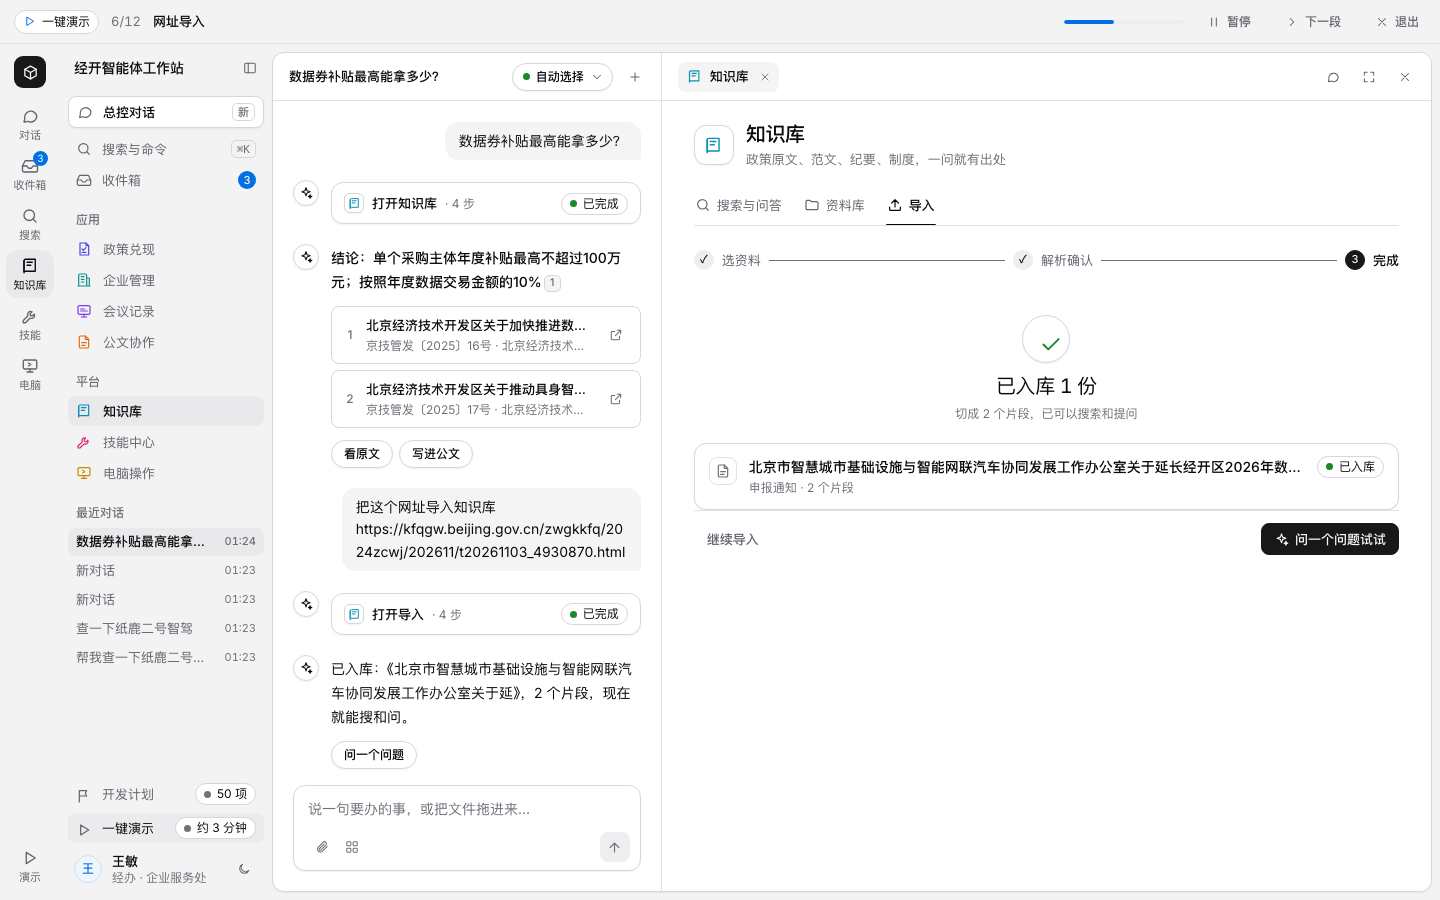 一键演示
6/12
网址导入
暂停
下一段
退出
对话
3
收件箱
搜索
知识库
技能
电脑
演示
经开智能体工作站
总控对话
新
搜索与命令
⌘K
收件箱
3
应用
政策兑现
企业管理
会议记录
公文协作
平台
知识库
技能中心
电脑操作
最近对话
数据券补贴最高能拿... 01:24
新对话 01:23
新对话 01:23
查一下纸鹿二号智驾 01:23
帮我查一下纸鹿二号... 01:23
开发计划
50 项
一键演示
约 3 分钟
王
王敏
经办 · 企业服务处
数据券补贴最高能拿多少?
自动选择
数据券补贴最高能拿多少?
打开知识库 · 4 步
已完成
结论：单个采购主体年度补贴最高不超过100万
元；按照年度数据交易金额的10% 1
1
北京经济技术开发区关于加快推进数...
京技管发〔2025〕16号 · 北京经济技术...
2
北京经济技术开发区关于推动具身智...
京技管发〔2025〕17号 · 北京经济技术...
看原文
写进公文
把这个网址导入知识库
https://kfqgw.beijing.gov.cn/zwgkkfq/20
24zcwj/202611/t20261103_4930870.html
打开导入 · 4 步
已完成
已入库：《北京市智慧城市基础设施与智能网联汽
车协同发展工作办公室关于延》，2 个片段，现在
就能搜和问。
问一个问题
说一句要办的事，或把文件拖进来...
知识库
知识库
政策原文、范文、纪要、制度，一问就有出处
搜索与问答
资料库
导入
选资料
解析确认
3
完成
已入库 1 份
切成 2 个片段，已可以搜索和提问
北京市智慧城市基础设施与智能网联汽车协同发展工作办公室关于延长经开区2026年数...
已入库
申报通知 · 2 个片段
继续导入
问一个问题试试